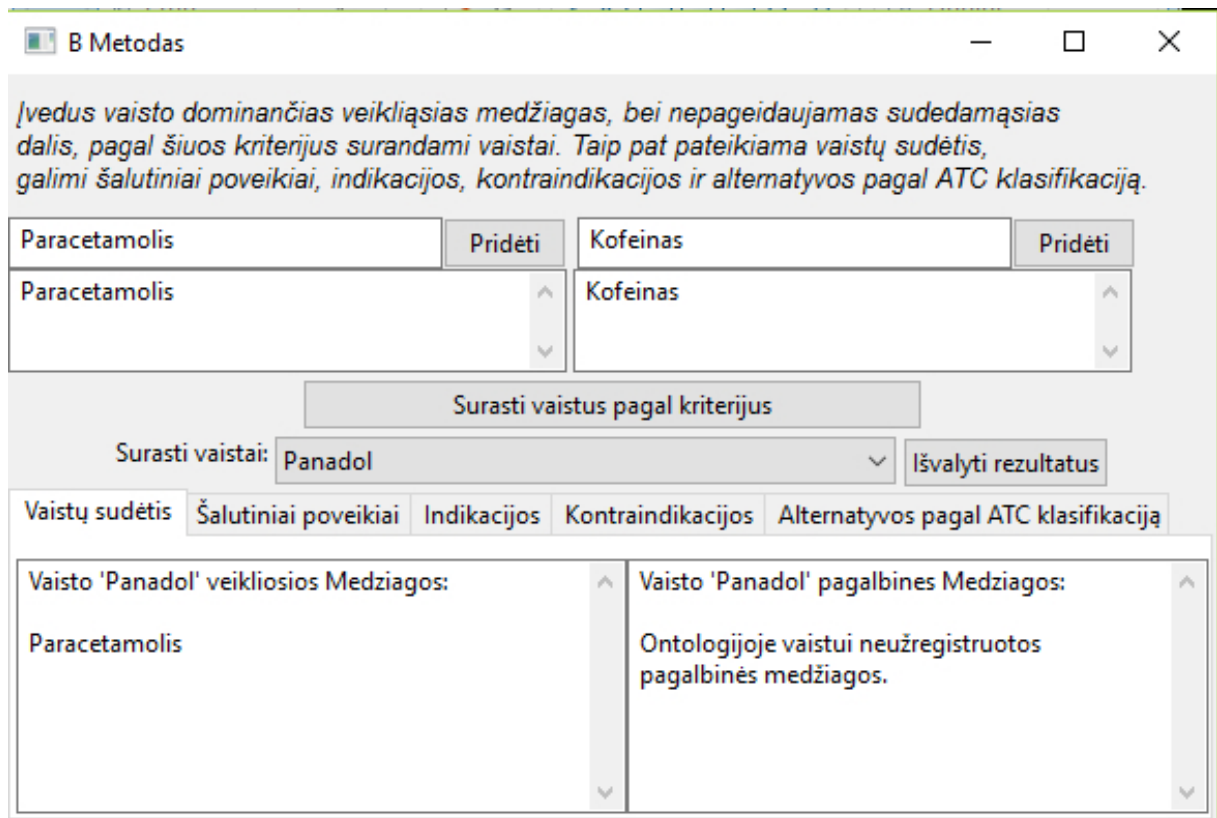 B Metodas
Įvedus vaisto dominančias veikliąsias medžiagas, bei nepageidaujamas sudedamąsias
dalis, pagal šiuos kriterijus surandami vaistai. Taip pat pateikiama vaistų sudėtis,
galimi šalutiniai poveikiai, indikacijos, kontraindikacijos ir alternatyvos pagal ATC klasifikaciją.
Paracetamolis Pridėti Kofeinas Pridėti
Paracetamolis Kofeinas
Surasti vaistus pagal kriterijus
Surasti vaistai: Panadol Išvalyti rezultatus
Vaistų sudėtis Šalutiniai poveikiai Indikacijos Kontraindikacijos Alternatyvos pagal ATC klasifikaciją
Vaisto 'Panadol' veikliosios Medziagos:
Paracetamolis
Vaisto 'Panadol' pagalbines Medziagos:
Ontologijoje vaistui neužregistruotos
pagalbinės medžiagos.